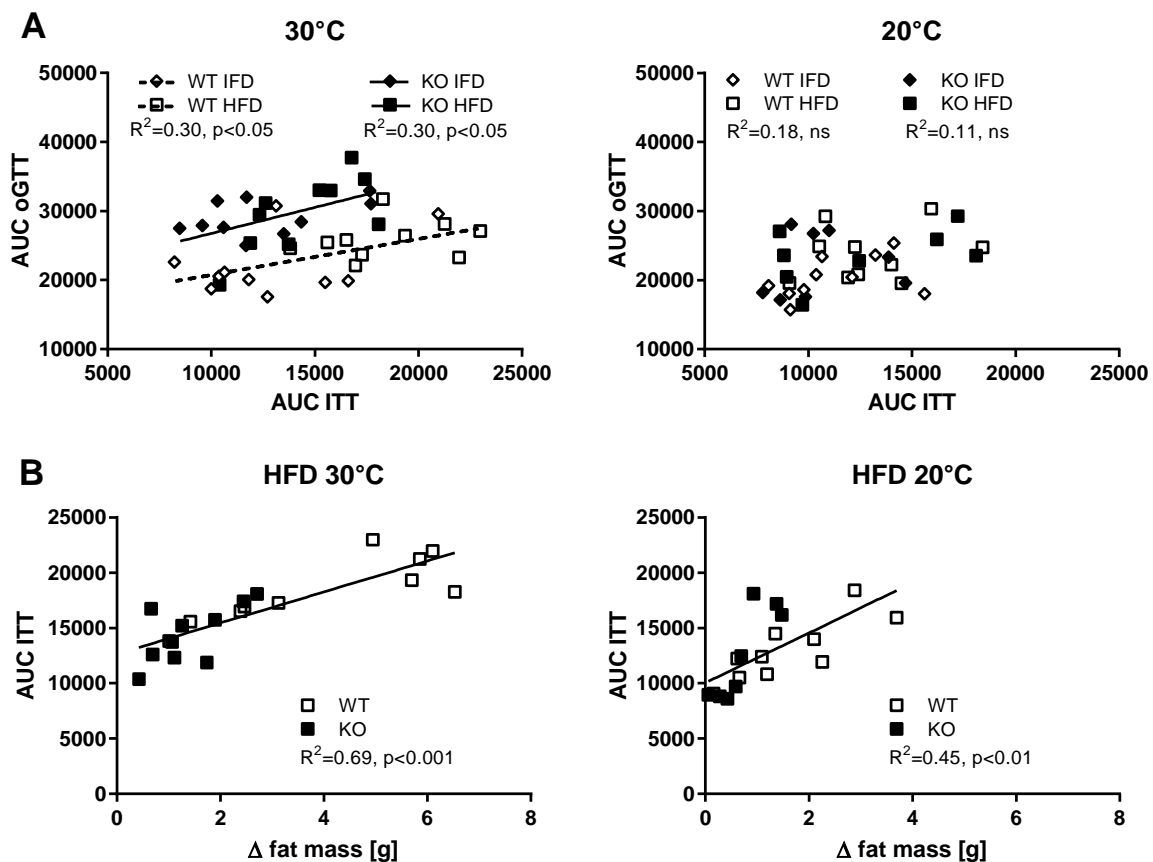 A
30°C
20°C
WT IFD
KO IFD
WT HFD
KO HFD
R²=0.30, p<0.05
R²=0.30, p<0.05
WT IFD
KO IFD
WT HFD
KO HFD
R²=0.18, ns
R²=0.11, ns
50000
40000
30000
20000
10000
AUC oGTT
5000
10000
15000
20000
25000
AUC ITT
50000
40000
30000
20000
10000
AUC oGTT
5000
10000
15000
20000
25000
AUC ITT
B
HFD 30°C
HFD 20°C
25000
20000
15000
10000
5000
0
AUC ITT
WT
KO
R²=0.69, p<0.001
0
2
4
6
8
Δ fat mass [g]
25000
20000
15000
10000
5000
0
AUC ITT
WT
KO
R²=0.45, p<0.01
0
2
4
6
8
Δ fat mass [g]